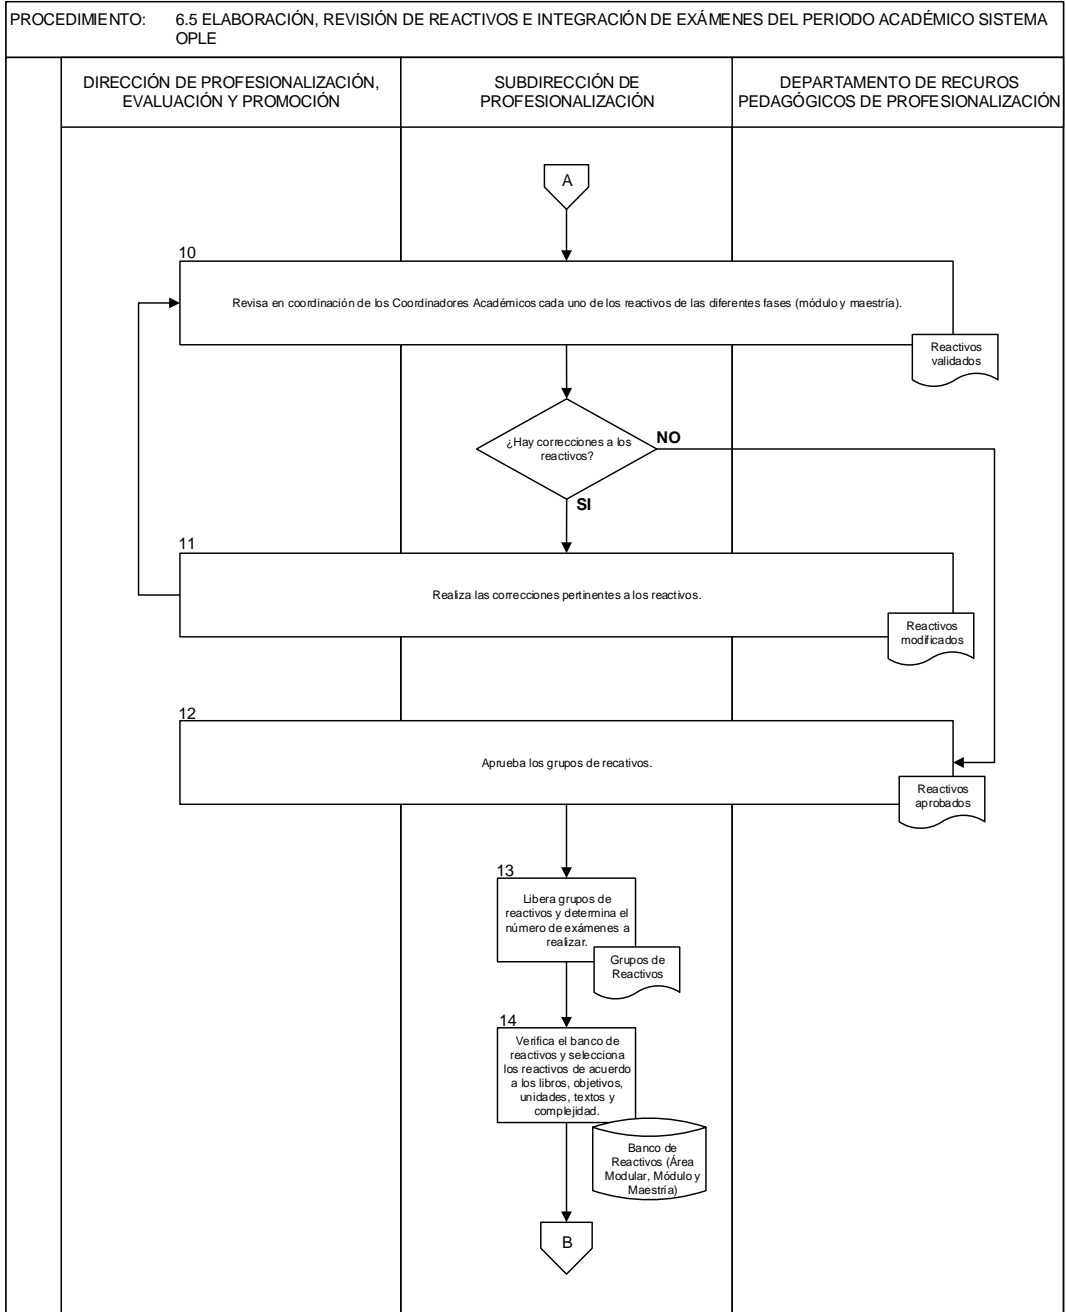 PROCEDIMIENTO: 6.5 ELABORACIÓN, REVISIÓN DE REACTIVOS E INTEGRACIÓN DE EXÁMENES DEL PERIODO ACADÉMICO SISTEMA
OPLE
DIRECCIÓN DE PROFESIONALIZACIÓN,
EVALUACIÓN Y PROMOCIÓN
SUBDIRECCIÓN DE
PROFESIONALIZACIÓN
DEPARTAMENTO DE RECUROS
PEDAGÓGICOS DE PROFESIONALIZACIÓN
A
10
Revisa en coordinación de los Coordinadores Académicos cada uno de los reactivos de las diferentes fases (módulo y maestría).
Reactivos
validados
¿Hay correcciones a los
reactivos?
NO
SI
11
Realiza las correcciones pertinentes a los reactivos.
Reactivos
modificados
12
Aprueba los grupos de recativos.
Reactivos
aprobados
13
Libera grupos de
reactivos y determina el
número de exámenes a
realizar.
Grupos de
Reactivos
14
Verifica el banco de
reactivos y selecciona
los reactivos de acuerdo
a los libros, objetivos,
unidades, textos y
complejidad.
Banco de
Reactivos (Área
Modular, Módulo y
Maestría)
B